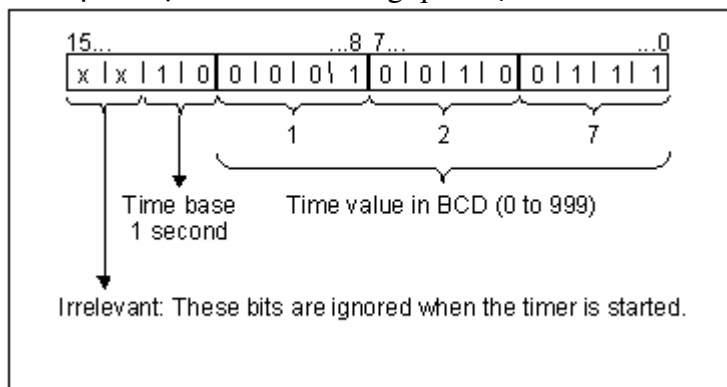 15... ...8 7... ...0
x | x | 1 | 0 | 0 | 0 | 0 \ 1 | 0 | 0 | 1 | 0 | 0 | 1 | 1 | 1
1 2 7
Time base Time value in BCD (0 to 999)
1 second
Irrelevant: These bits are ignored when the timer is started.